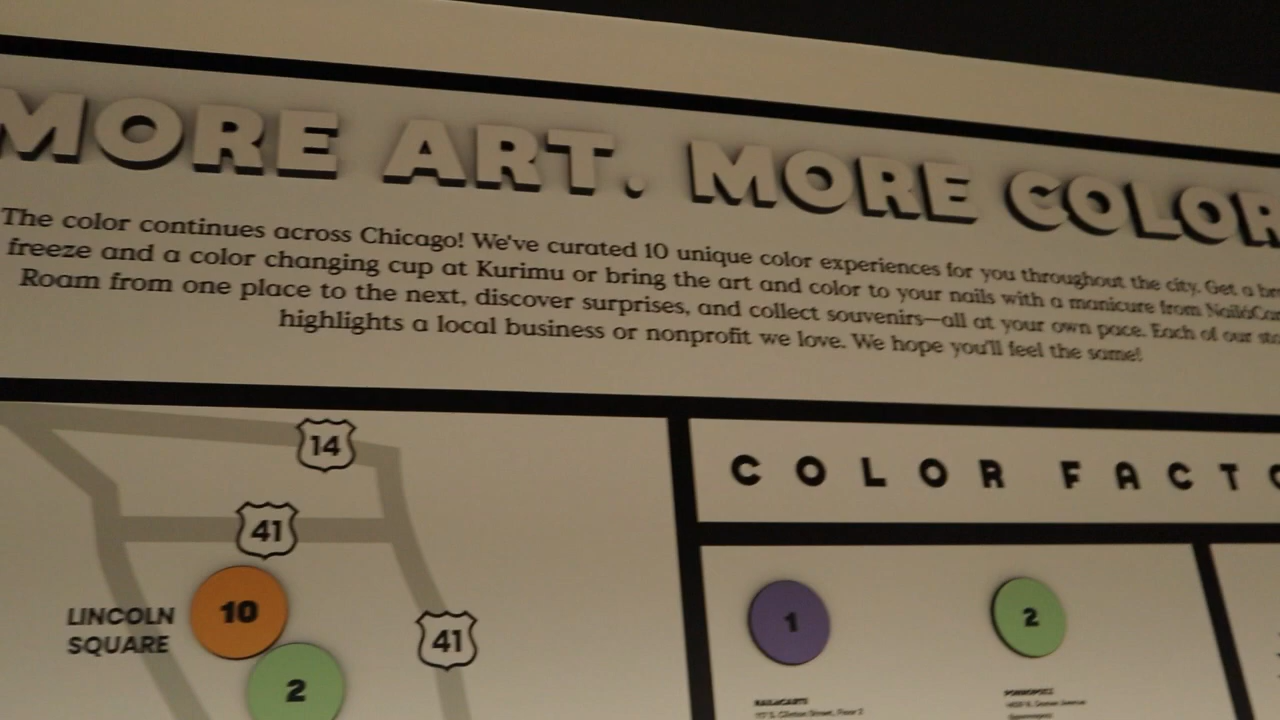 MORE ART. MORE COLOR
The color continues across Chicago! We've curated 10 unique color experiences for you throughout the city. Get a
freeze and a color changing cup at Kurimu or bring the art and color to your nails with a manicure from
Roam from one place to the next, discover surprises, and collect souvenirs—all at your own pace. Each of our
highlights a local business or nonprofit we love. We hope you'll feel the same!
14
41
10
LINCOLN
SQUARE
41
2
COLOR FACTO
1
2